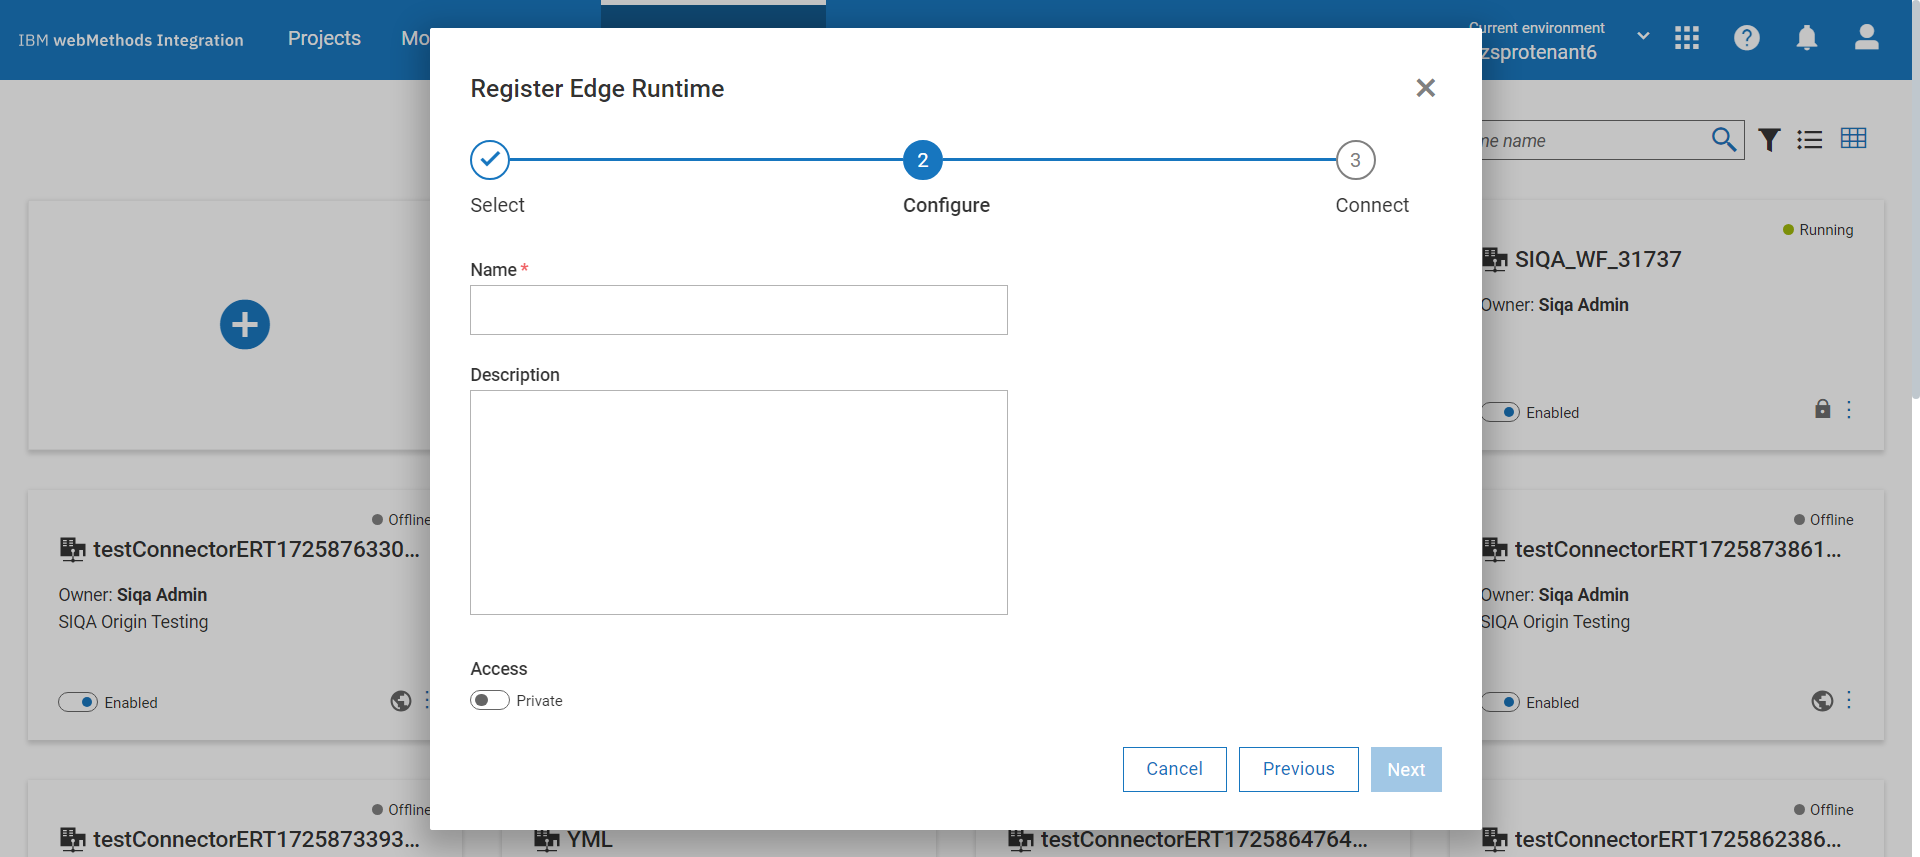 IBM webMethods Integration
Projects
Mo
Current environment
zsprotenant6
Register Edge Runtime
2
3
Select
Configure
Connect
me name
Name *
Description
Access
Private
Cancel
Previous
Next
Running
SIQA_WF_31737
Owner: Siqa Admin
Enabled
Offline
testConnectorERT1725876330...
Owner: Siqa Admin
SIQA Origin Testing
Enabled
Offline
testConnectorERT1725873861...
Owner: Siqa Admin
SIQA Origin Testing
Enabled
Offline
testConnectorERT1725873393...
YML
testConnectorERT1725864764...
Offline
testConnectorERT1725862386...